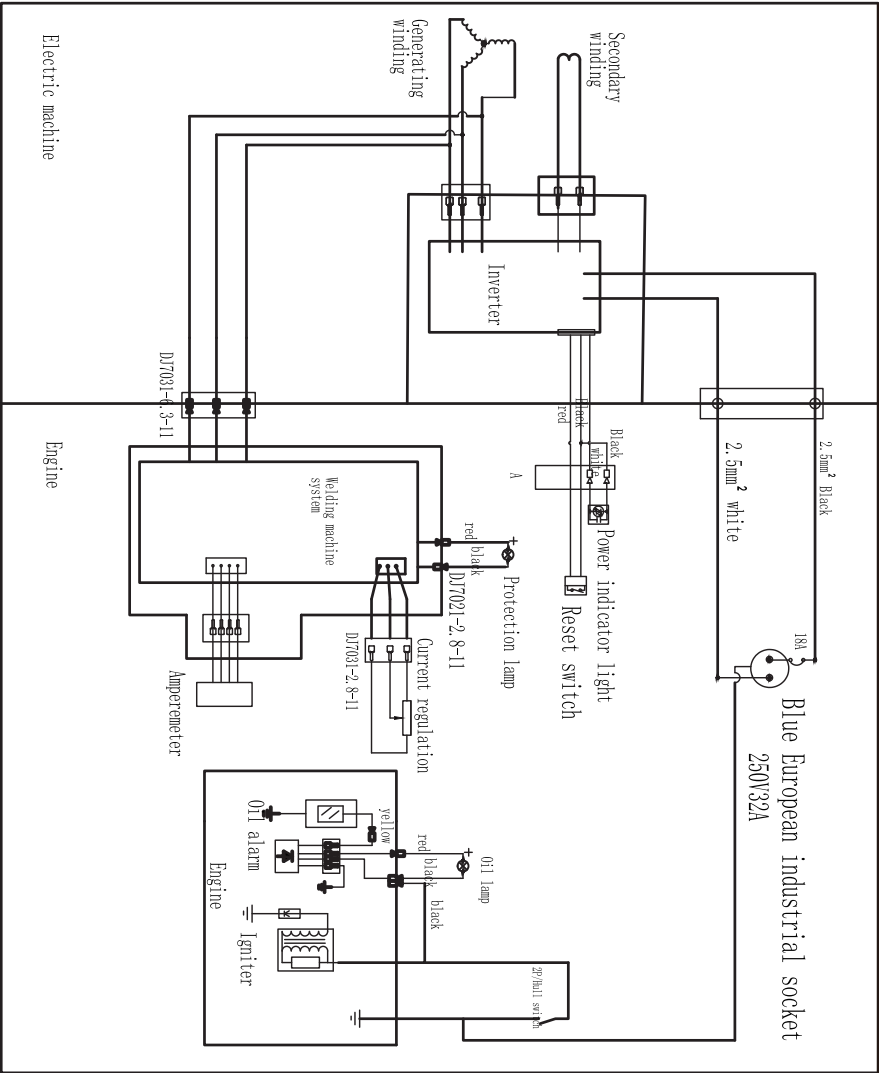 Blue European industrial socket
250V32A
18A
2.5mm² Black
2.5mm² white
Secondary
winding
Generating
winding
Electric machine
Inverter
Black
red
Black
white
A
Power indicator light
Reset switch
DJ7031-6.3-11
Engine
Welding machine
system
red
black
+
Protection lamp
DJ7021-2.8-11
Current regulation
DJ7031-2.8-11
Amperemeter
Oil alarm
yellow
red
black
black
+
Oil lamp
Engine
Igniter
2P/Hull switch